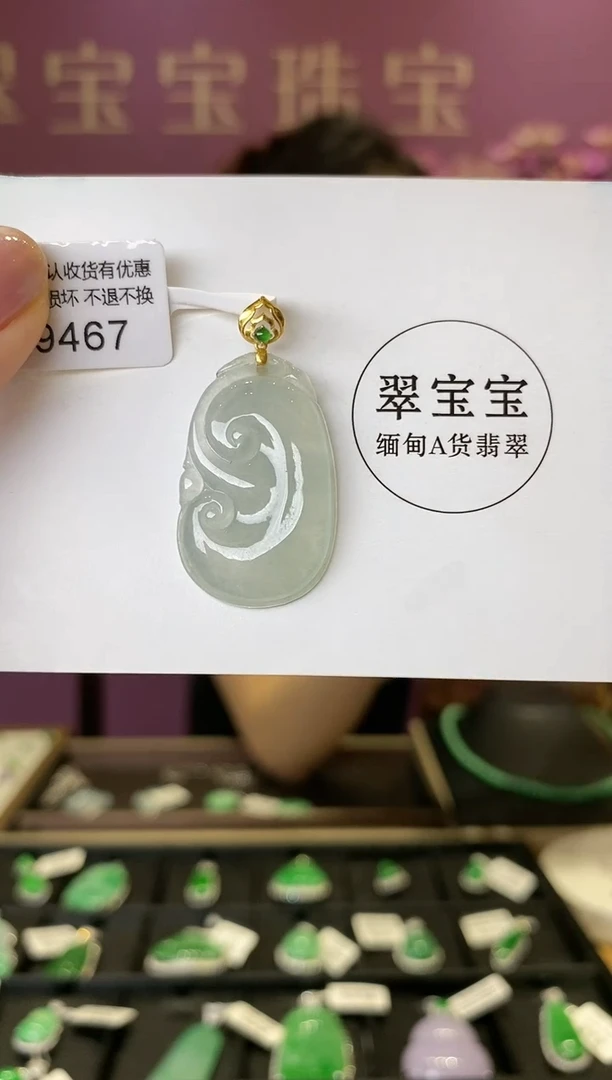 翠宝宝珠宝
认收货有优惠
损坏 不退不换
9467
翠宝宝
缅甸A货翡翠